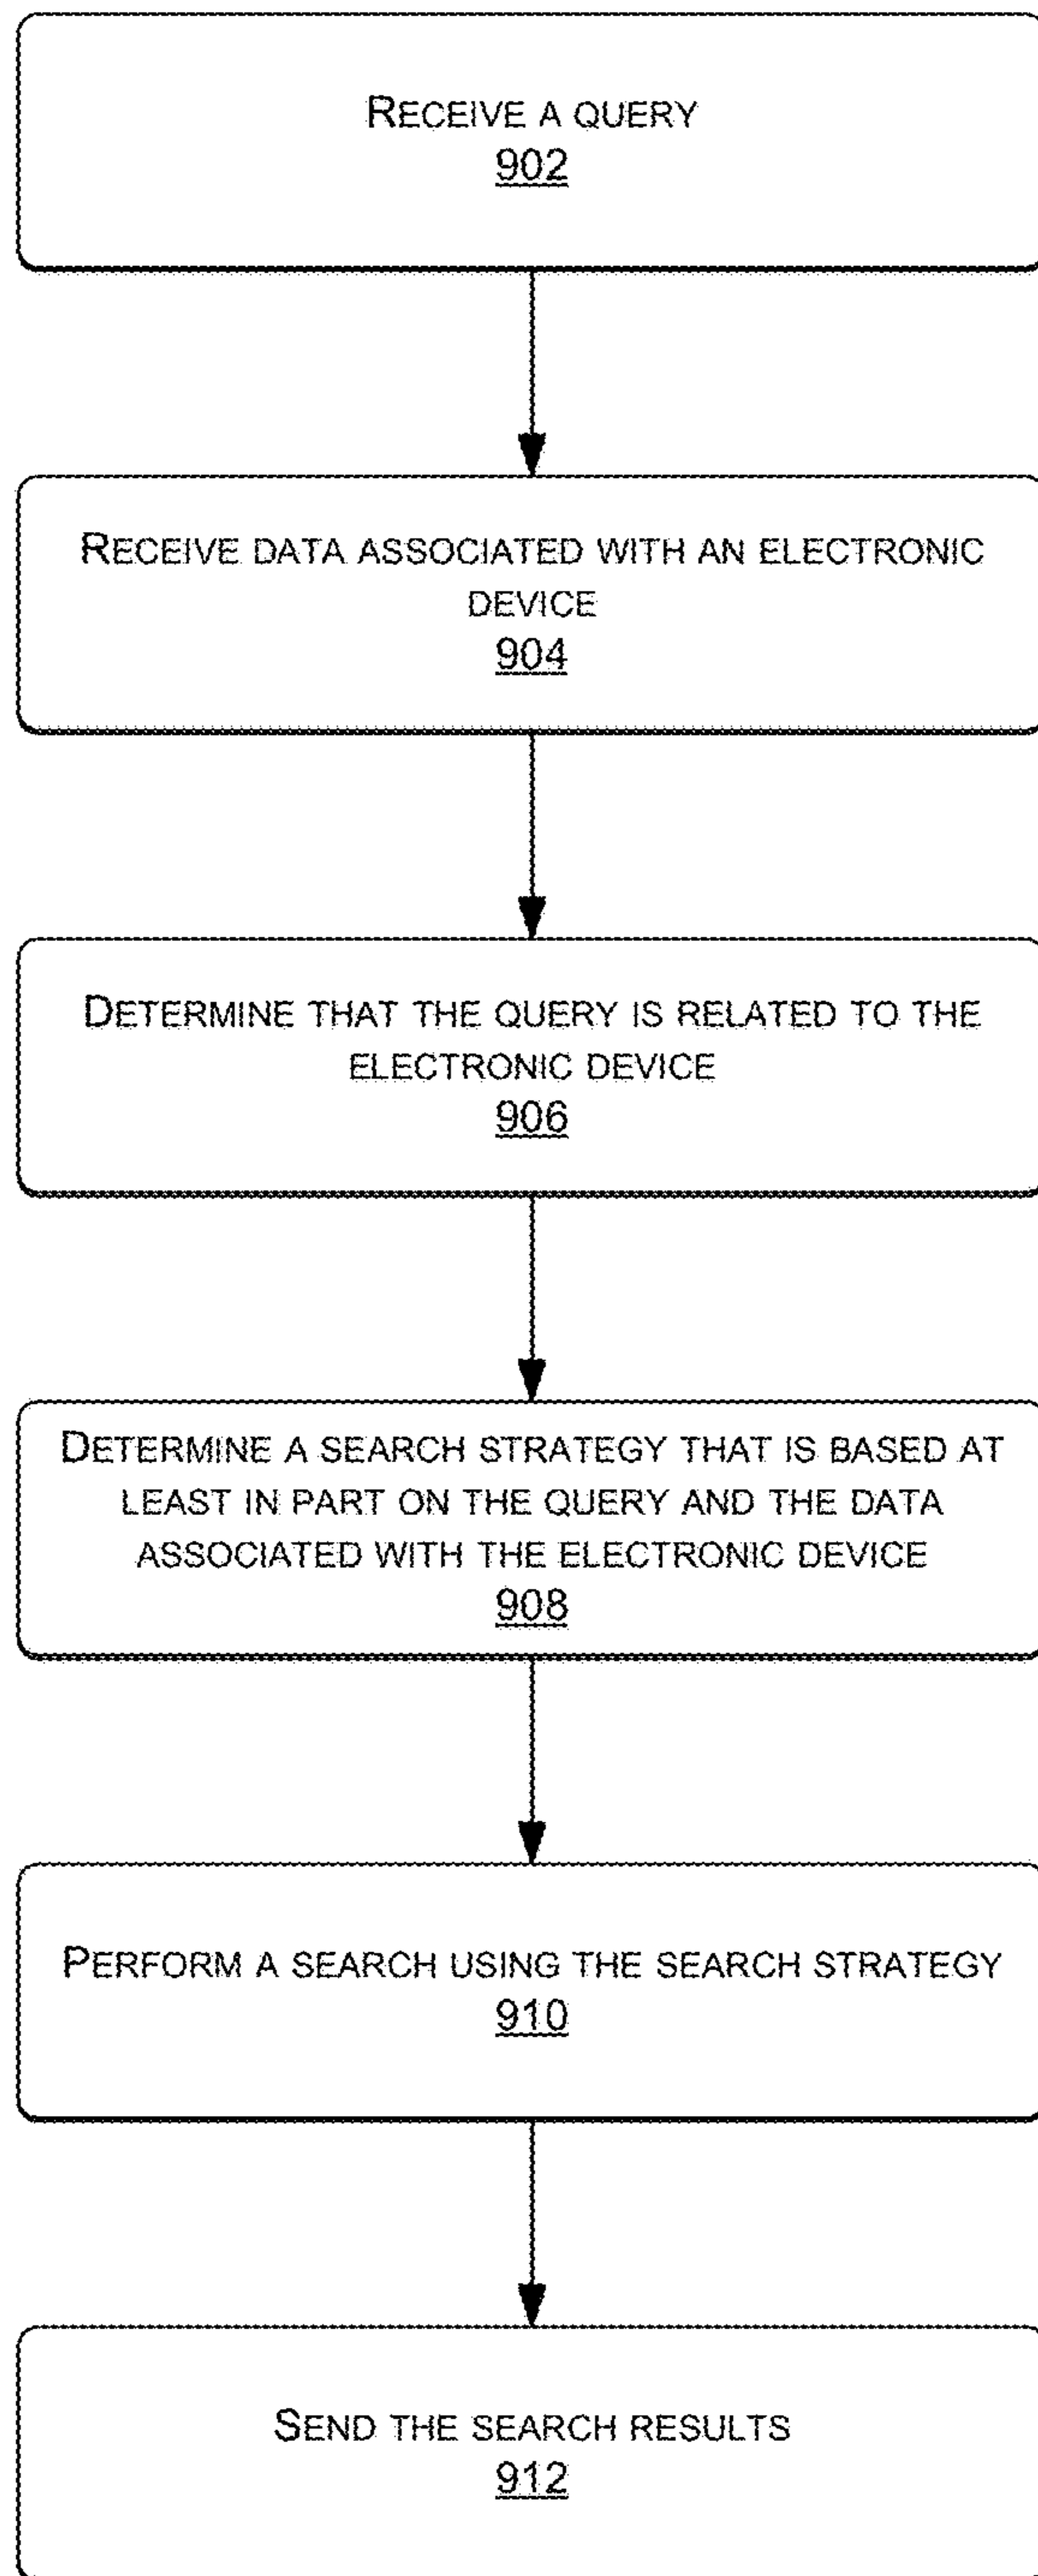 RECEIVE A QUERY
902
RECEIVE DATA ASSOCIATED WITH AN ELECTRONIC
DEVICE
904
DETERMINE THAT THE QUERY IS RELATED TO THE
ELECTRONIC DEVICE
906
DETERMINE A SEARCH STRATEGY THAT IS BASED AT
LEAST IN PART ON THE QUERY AND THE DATA
ASSOCIATED WITH THE ELECTRONIC DEVICE
908
PERFORM A SEARCH USING THE SEARCH STRATEGY
910
SEND THE SEARCH RESULTS
912